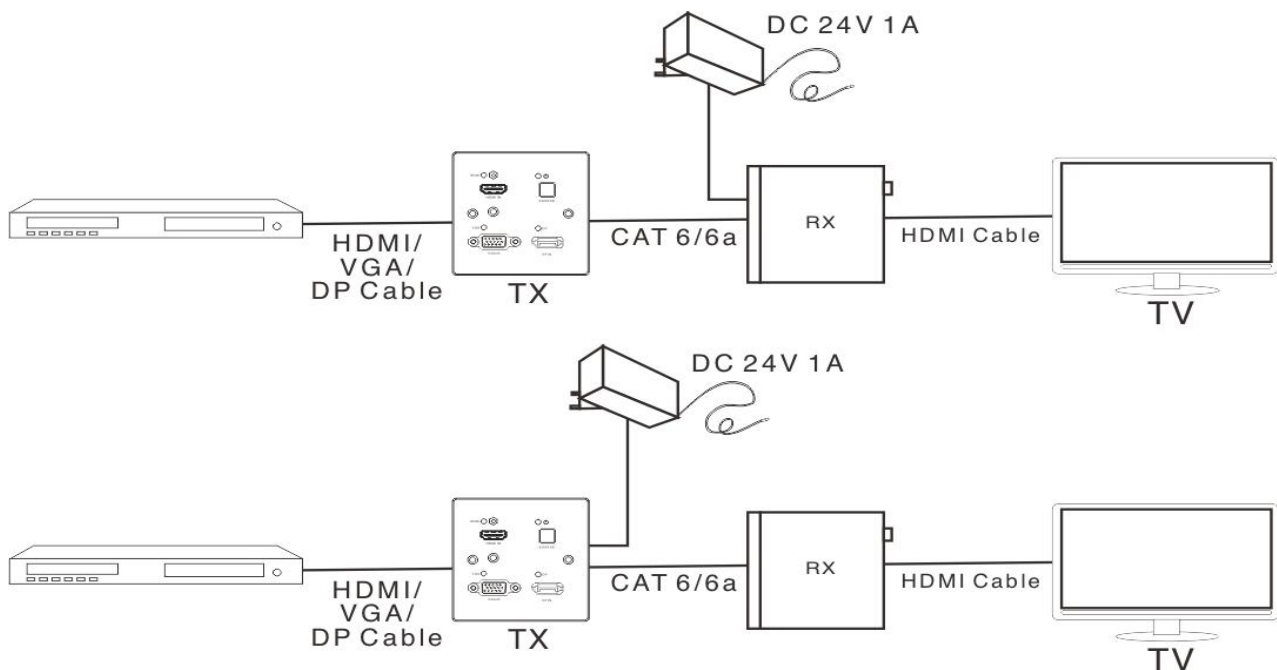 DC 24V 1A
HDMI/
VGA/
DP Cable
TX
CAT 6/6a
RX
HDMI Cable
TV
DC 24V 1A
HDMI/
VGA/
DP Cable
TX
CAT 6/6a
RX
HDMI Cable
TV